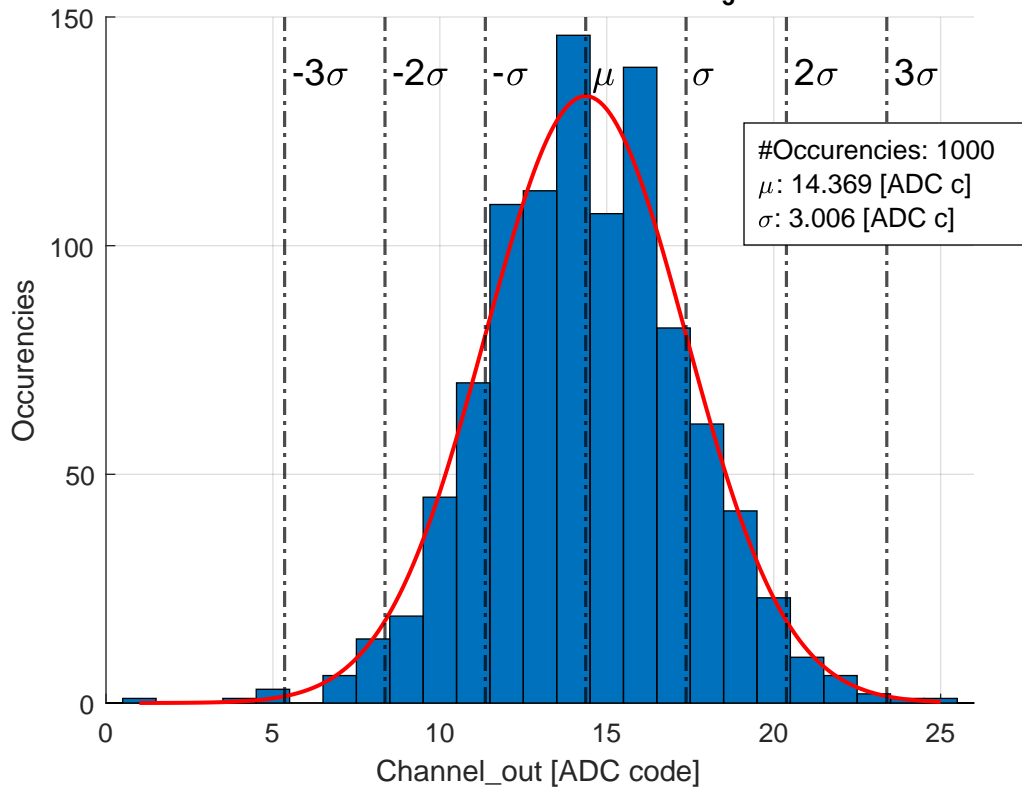 150
100
50
0
0
5
10
15
20
25
Occurencies
Channel_out [ADC code]
-3σ
-2σ
-σ
μ
σ
2σ
3σ
#Occurencies: 1000
μ: 14.369 [ADC c]
σ: 3.006 [ADC c]